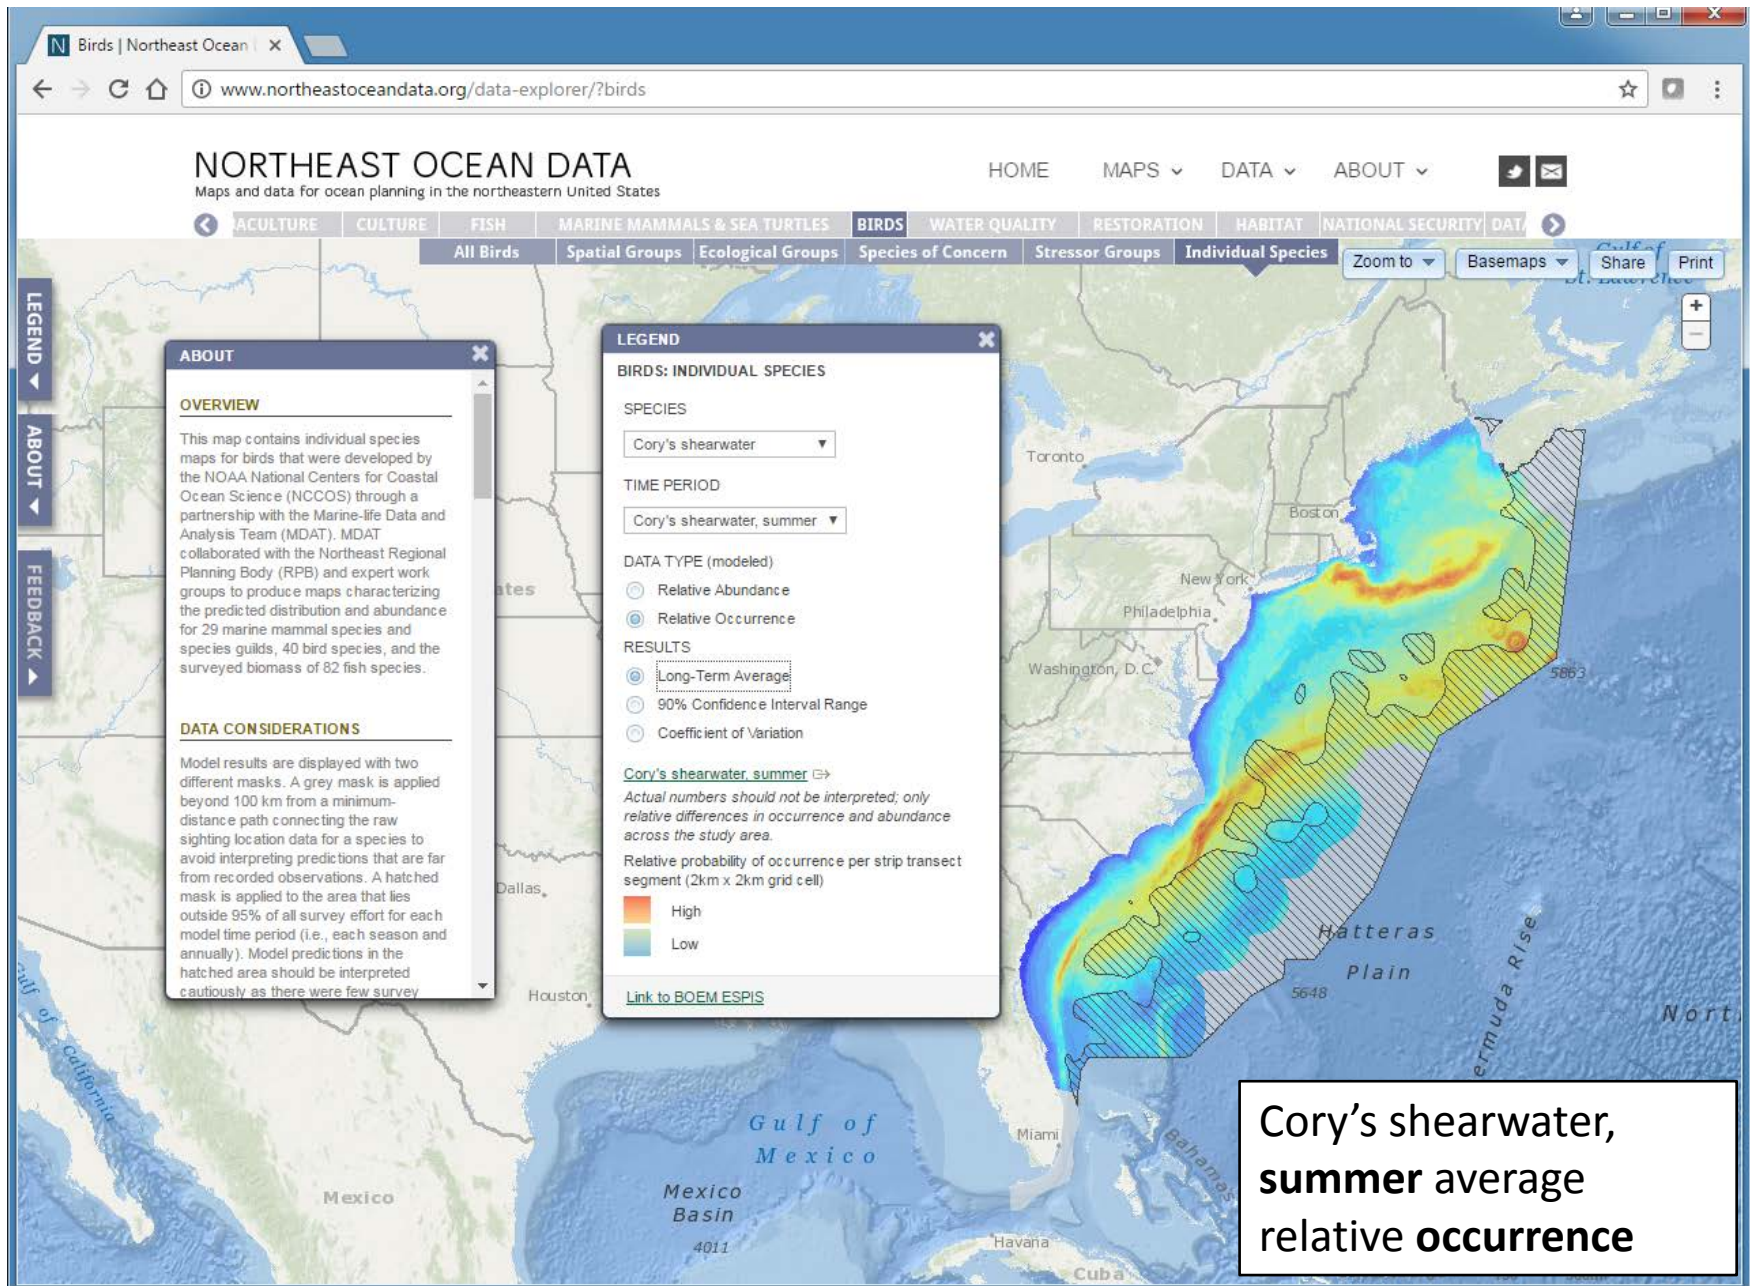 Birds | Northeast Ocean
www.northeastoceandata.org/data-explorer/?birds
NORTHEAST OCEAN DATA
Maps and data for ocean planning in the northeastern United States
HOME MAPS DATA ABOUT
ACULTURE CULTURE FISH MARINE MAMMALS & SEA TURTLES BIRDS WATER QUALITY RESTORATION HABITAT NATIONAL SECURITY DAT
All Birds Spatial Groups Ecological Groups Species of Concern Stressor Groups Individual Species
Zoom to Basemaps Share Print
Gulf of
St. Lawrence
+
−
LEGEND
ABOUT
FEEDBACK
ABOUT
OVERVIEW
This map contains individual species
maps for birds that were developed by
the NOAA National Centers for Coastal
Ocean Science (NCCOS) through a
partnership with the Marine-life Data and
Analysis Team (MDAT). MDAT
collaborated with the Northeast Regional
Planning Body (RPB) and expert work
groups to produce maps characterizing
the predicted distribution and abundance
for 29 marine mammal species and
species guilds, 40 bird species, and the
surveyed biomass of 82 fish species.
DATA CONSIDERATIONS
Model results are displayed with two
different masks. A grey mask is applied
beyond 100 km from a minimum-
distance path connecting the raw
sighting location data for a species to
avoid interpreting predictions that are far
from recorded observations. A hatched
mask is applied to the area that lies
outside 95% of all survey effort for each
model time period (i.e., each season and
annually). Model predictions in the
hatched area should be interpreted
cautiously as there were few survey
LEGEND
BIRDS: INDIVIDUAL SPECIES
SPECIES
Cory's shearwater
TIME PERIOD
Cory's shearwater, summer
DATA TYPE (modeled)
Relative Abundance
Relative Occurrence
RESULTS
Long-Term Average
90% Confidence Interval Range
Coefficient of Variation
Cory's shearwater, summer
Actual numbers should not be interpreted; only
relative differences in occurrence and abundance
across the study area.
Relative probability of occurrence per strip transect
segment (2km x 2km grid cell)
High
Low
Link to BOEM ESPIS
ates
Toronto
Boston
New York
Philadelphia
Washington, D.C.
5863
Dallas
Houston
Hatteras
Plain
5648
ermuda Rise
Nort
Gulf of
California
Gulf of
Mexico
Mexico
Mexico
Basin
4011
Miami
Bahamas
Havana
Cuba
Cory’s shearwater,
summer average
relative occurrence